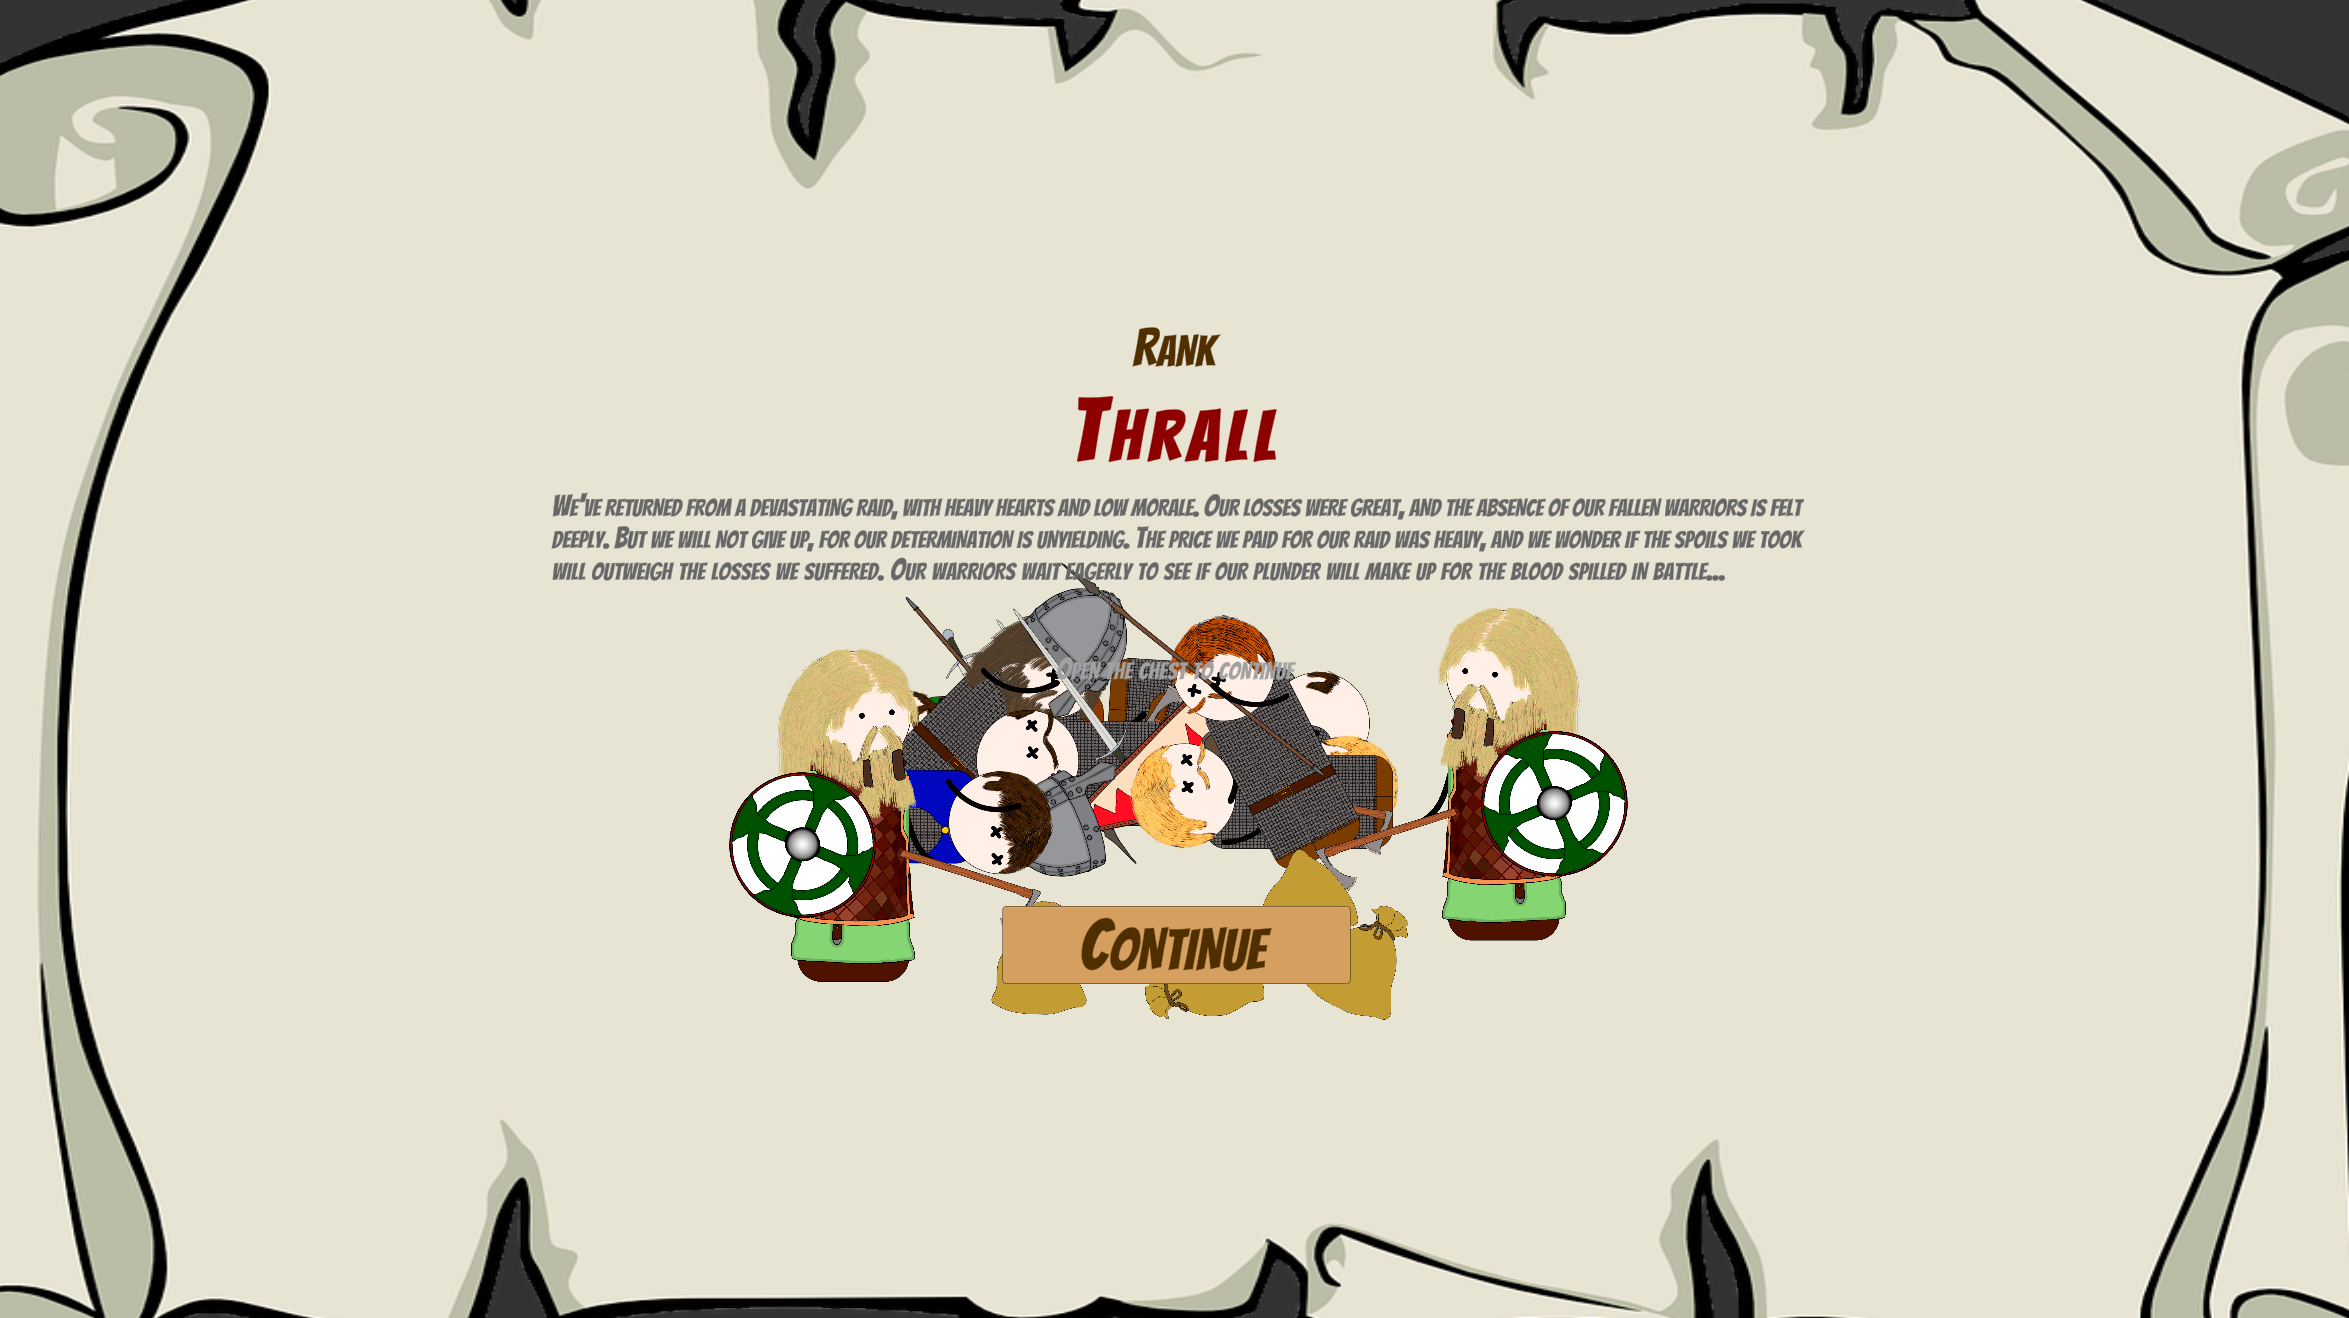 Rank
Thrall
We've returned from a devastating raid, with heavy hearts and low morale. Our losses were great, and the absence of our fallen warriors is felt
deeply. But we will not give up, for our determination is unyielding. The price we paid for our raid was heavy, and we wonder if the spoils we took
will outweigh the losses we suffered. Our warriors wait eagerly to see if our plunder will make up for the blood spilled in battle...
Open the chest to continue
Continue